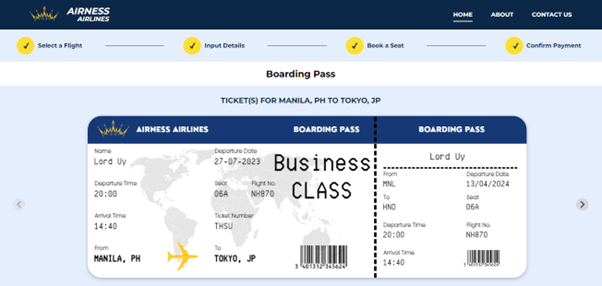 AIRNESS
AIRLINES
HOME ABOUT CONTACT US
Select a Flight Input Details Book a Seat Confirm Payment
Boarding Pass
TICKET(S) FOR MANILA, PH TO TOKYO, JP
AIRNESS AIRLINES BOARDING PASS
Name Departure Date
Lord Uy 27-07-2023
Business
CLASS
Departure Time Seat Flight No.
20:00 06A NH870
Arrival Time Ticket Number
14:40 THSU
From To
MANILA, PH TOKYO, JP
3 401312 345624
BOARDING PASS
Lord Uy
From Departure Date
MNL 13/04/2024
To Seat
HND 06A
Departure Time Flight No.
20:00 NH870
Arrival Time
14:40
3 401312 345624